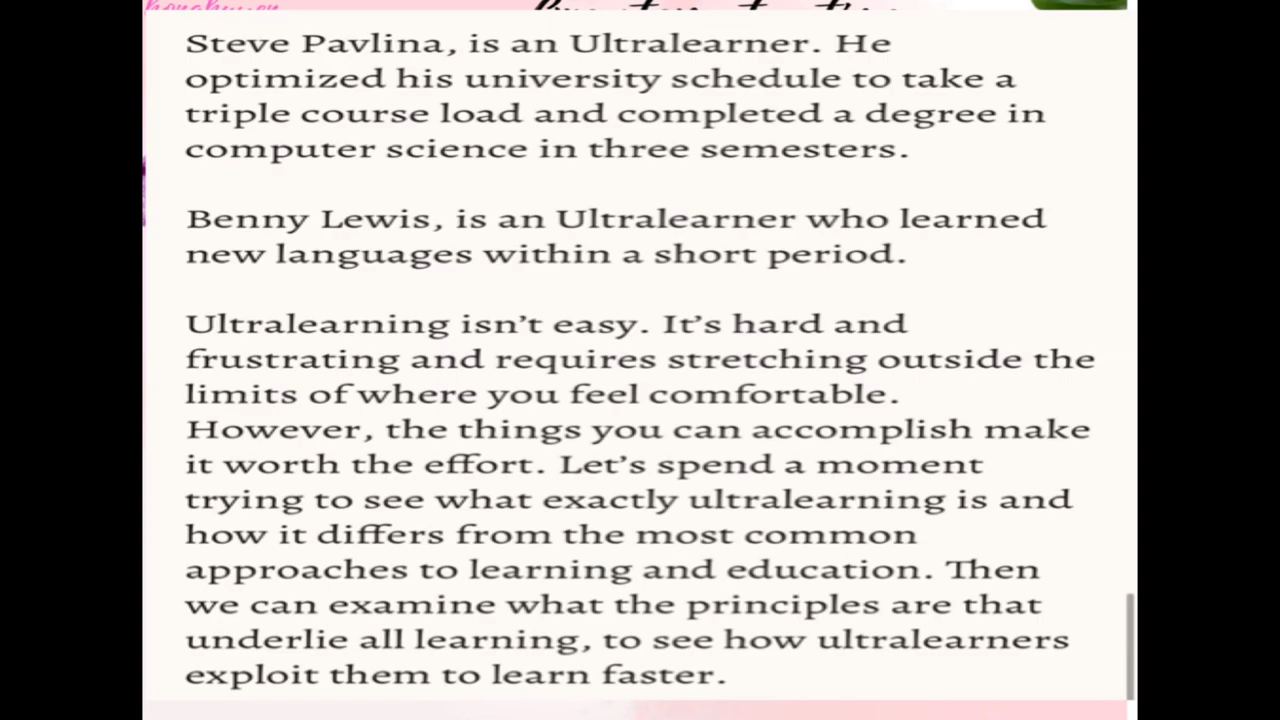 Steve Pavlina, is an Ultralearner. He
optimized his university schedule to take a
triple course load and completed a degree in
computer science in three semesters.
Benny Lewis, is an Ultralearner who learned
new languages within a short period.
Ultralearning isn't easy. It's hard and
frustrating and requires stretching outside the
limits of where you feel comfortable.
However, the things you can accomplish make
it worth the effort. Let's spend a moment
trying to see what exactly ultralearning is and
how it differs from the most common
approaches to learning and education. Then
we can examine what the principles are that
underlie all learning, to see how ultralearners
exploit them to learn faster.